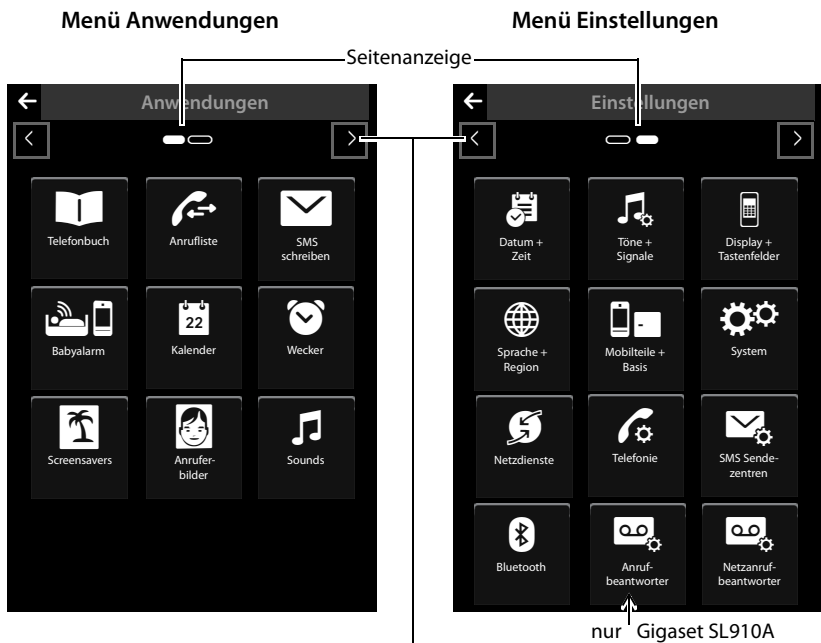 Menü Anwendungen
Menü Einstellungen
Seitenanzeige
Anwendungen
Telefonbuch
Anrufliste
SMS
schreiben
Babyalarm
22
Kalender
Wecker
Screensavers
Anrufer-
bilder
Sounds
Einstellungen
Datum +
Zeit
Töne +
Signale
Display +
Tastenfelder
Sprache +
Region
Mobilteile +
Basis
System
Netzdienste
Telefonie
SMS Sende-
zentren
Bluetooth
Anruf-
beantworter
Netzanruf-
beantworter
nur Gigaset SL910A